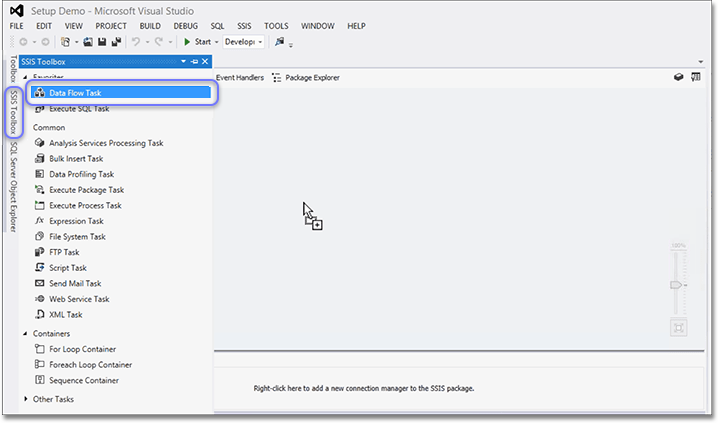 Setup Demo - Microsoft Visual Studio
FILE EDIT VIEW PROJECT BUILD DEBUG SQL SSIS TOOLS WINDOW HELP
Start Develop
Toolbox
SSIS Toolbox
SQL Server Object Explorer
SSIS Toolbox
Favorites
Data Flow Task
Execute SQL Task
Common
Analysis Services Processing Task
Bulk Insert Task
Data Profiling Task
Execute Package Task
Execute Process Task
fx Expression Task
File System Task
FTP Task
Script Task
Send Mail Task
Web Service Task
XML Task
Containers
For Loop Container
Foreach Loop Container
Sequence Container
Other Tasks
Event Handlers Package Explorer
100%
Right-click here to add a new connection manager to the SSIS package.